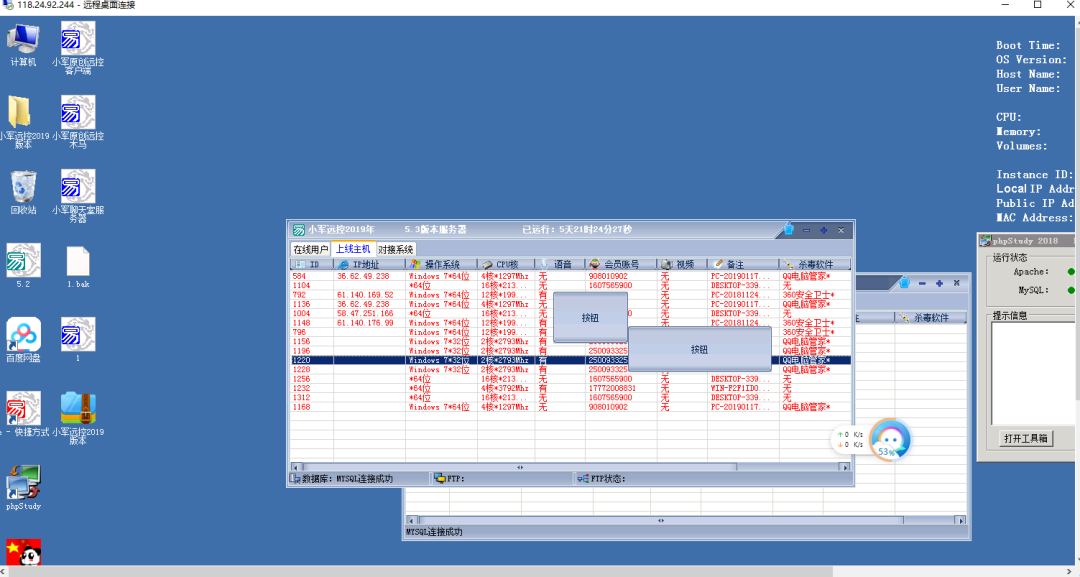 118.24.92.244 - 远程桌面连接
计算机
小军原创远控
客户端
小军远控2019
版本
小军原创远控
木马
回收站
小军聊天室服
务器
5.2
1.bak
百度网盘
1
- 快捷方式
小军远控2019
版本
phpStudy
Boot Time:
OS Version:
Host Name:
User Name:
CPU:
Memory:
Volumes:
Instance ID:
Local IP Addr
Public IP Ad
MAC Address:
小军远控2019年 5.3版本服务器 已运行: 5天21时24分27秒
在线用户 上线主机 对接系统
ID IP地址 操作系统 CPU核 语音 会员账号 视频 备注 杀毒软件
584 36.62.49.238 Windows 7*64位 4核*1297Mhz 无 908010902 无 PC-20190117... QQ电脑管家*
1104 *64位 16核*213... 无 1607565900 无 DESKTOP-339... 无
792 61.140.169.52 Windows 7*64位 12核*199... 有 无 PC-20181124... 360安全卫士*
1136 36.62.49.238 Windows 7*64位 4核*1297Mhz 无 PC-20190117... QQ电脑管家*
1004 58.47.251.166 *64位 16核*213... 无 DESKTOP-339... 无
1148 61.140.176.99 Windows 7*64位 12核*199... 有 无 PC-20181124... 360安全卫士*
796 Windows 7*64位 12核*199... 有 360安全卫士*
1156 Windows 7*32位 2核*2793Mhz 有 QQ电脑管家*
1196 Windows 7*32位 2核*2793Mhz 有 250093325 QQ电脑管家*
1220 Windows 7*32位 2核*2793Mhz 有 250093325 QQ电脑管家*
1228 Windows 7*32位 2核*2793Mhz 有 250093325 QQ电脑管家*
1256 *64位 16核*213... 无 1607565900 无 DESKTOP-339... 无
1232 *64位 4核*3792Mhz 有 17772008831 无 WIN-P2F1ID0... 无
1312 *64位 16核*213... 无 1607565900 无 DESKTOP-339... 无
1168 Windows 7*64位 4核*1297Mhz 无 908010902 无 PC-20190117... QQ电脑管家*
按钮
按钮
数据库: MYSQL连接成功 FTP: FTP状态:
杀毒软件
MYSQL连接成功
0 K/s
0 K/s
53%
phpStudy 2018
运行状态
Apache:
MySQL:
提示信息
打开工具箱